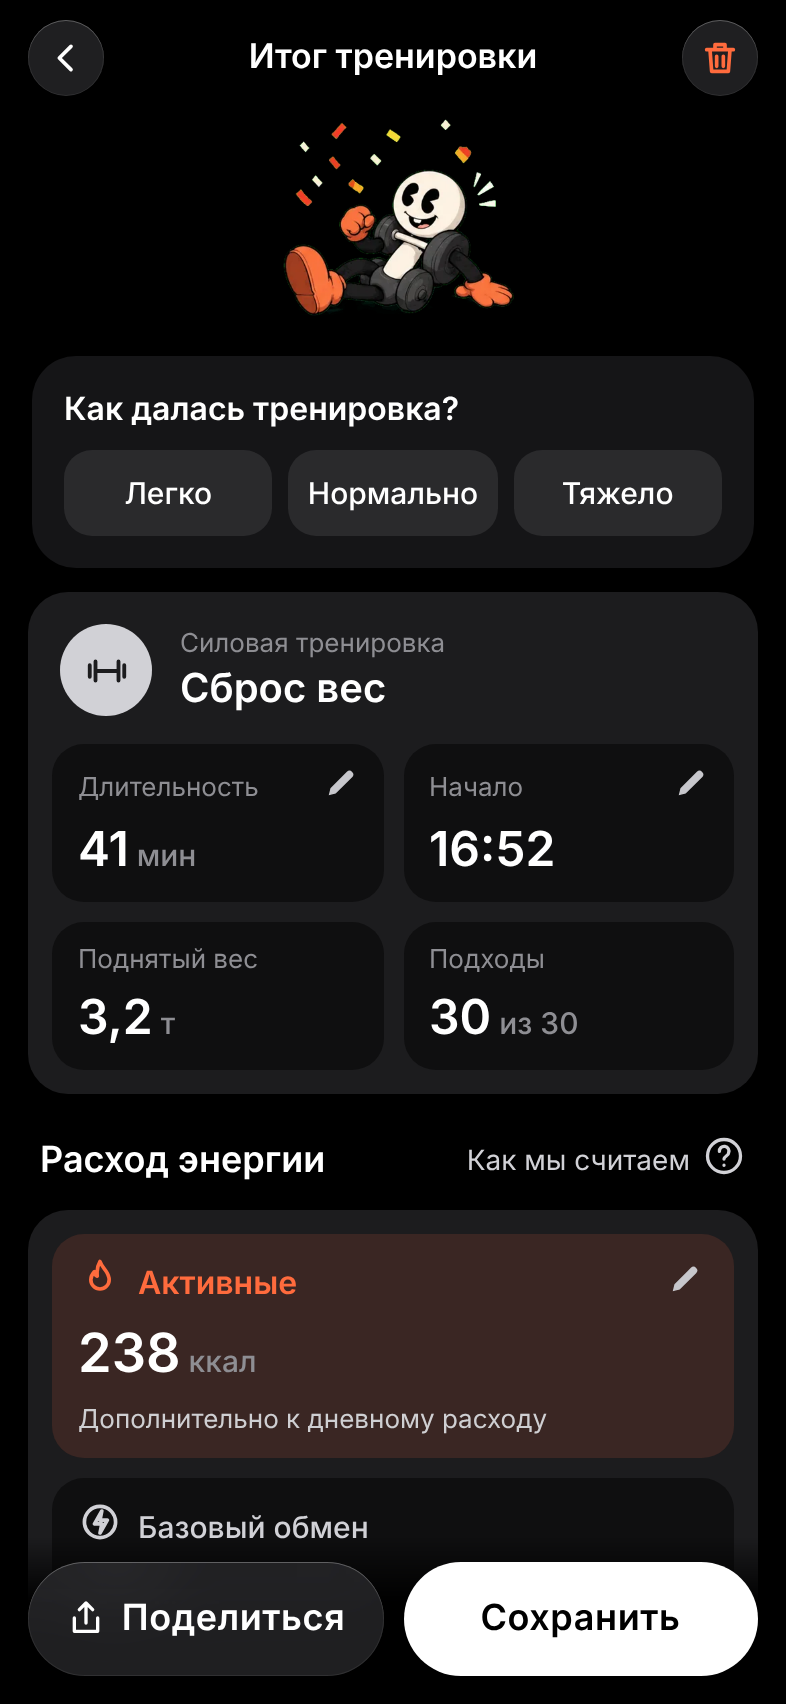 Итог тренировки
Как далась тренировка?
Легко
Нормально
Тяжело
Силовая тренировка
Сброс вес
Длительность
41 мин
Начало
16:52
Поднятый вес
3,2 т
Подходы
30 из 30
Расход энергии
Как мы считаем
Активные
238 ккал
Дополнительно к дневному расходу
Базовый обмен
Поделиться
Сохранить